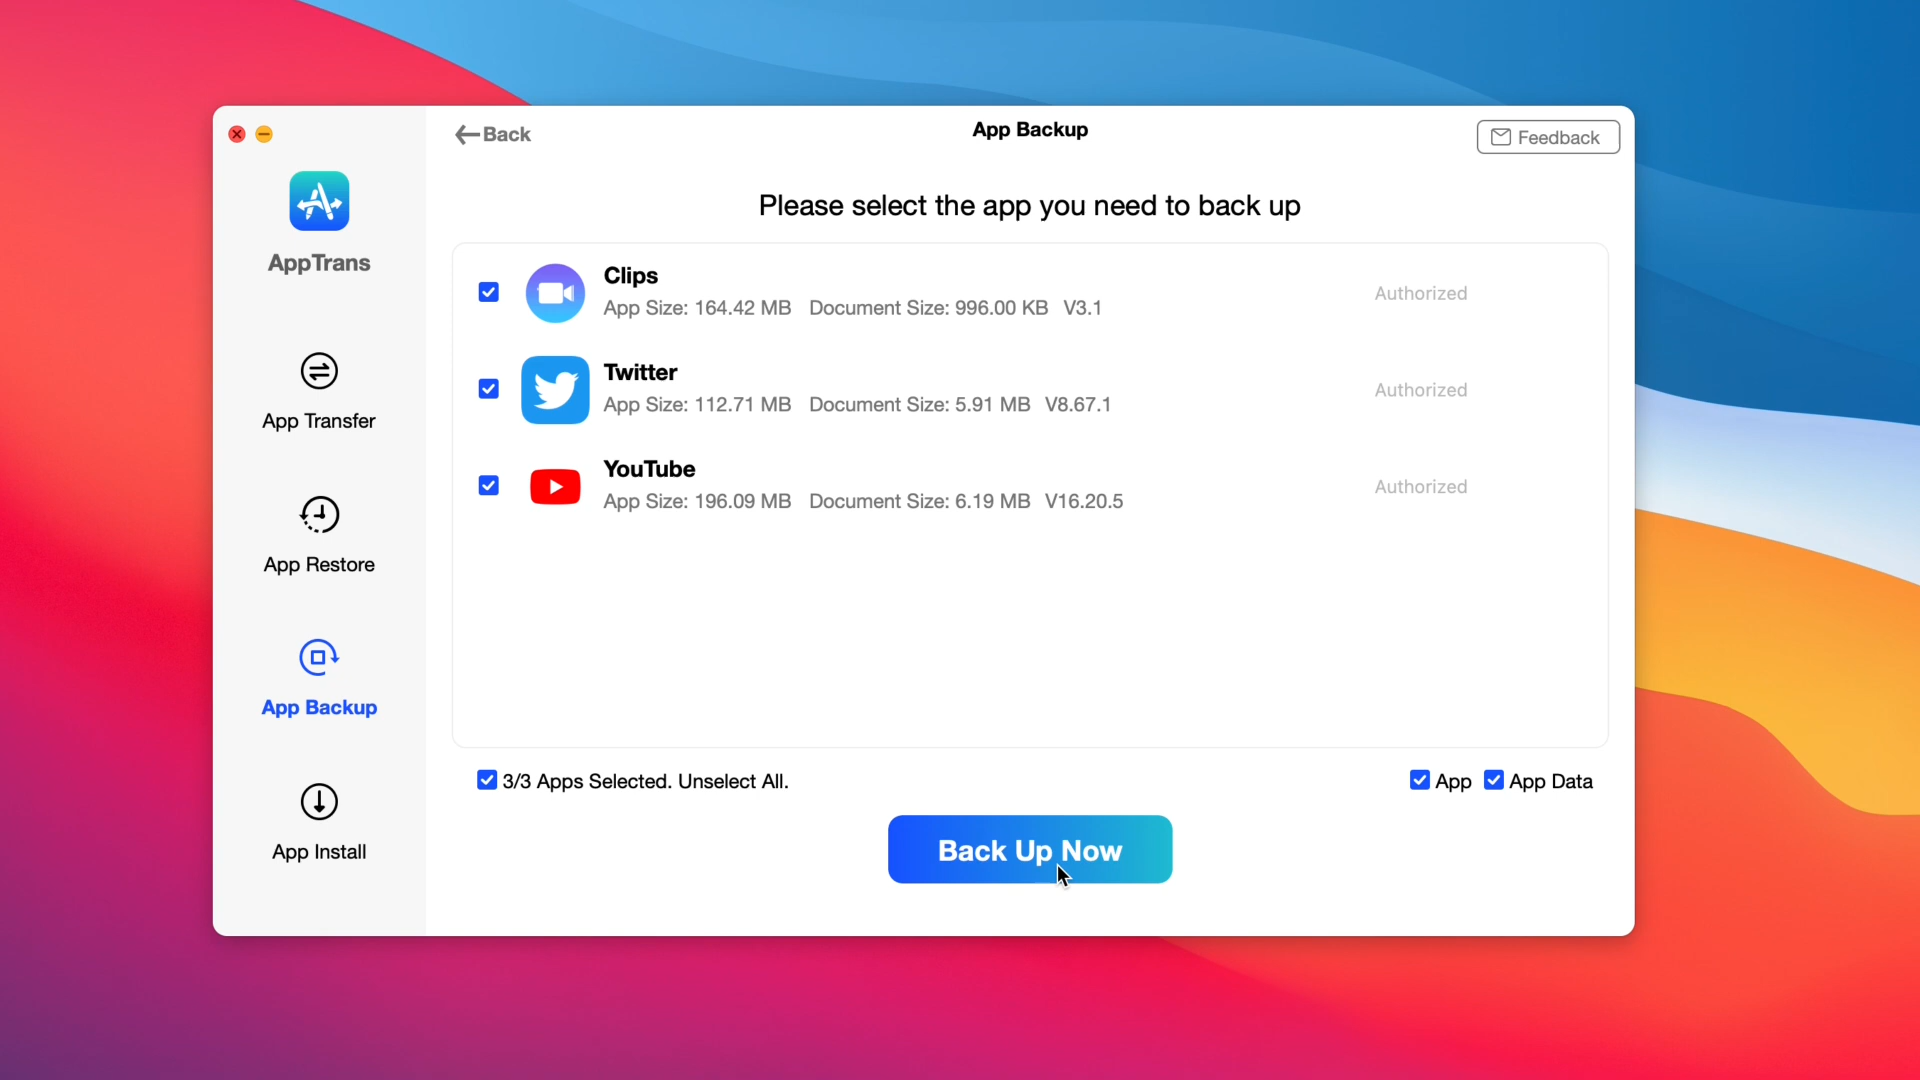 Back
App Backup
Feedback
AppTrans
Please select the app you need to back up
Clips
App Size: 164.42 MB Document Size: 996.00 KB V3.1
Authorized
Twitter
App Size: 112.71 MB Document Size: 5.91 MB V8.67.1
Authorized
YouTube
App Size: 196.09 MB Document Size: 6.19 MB V16.20.5
Authorized
App Transfer
App Restore
App Backup
App Install
3/3 Apps Selected. Unselect All.
App App Data
Back Up Now